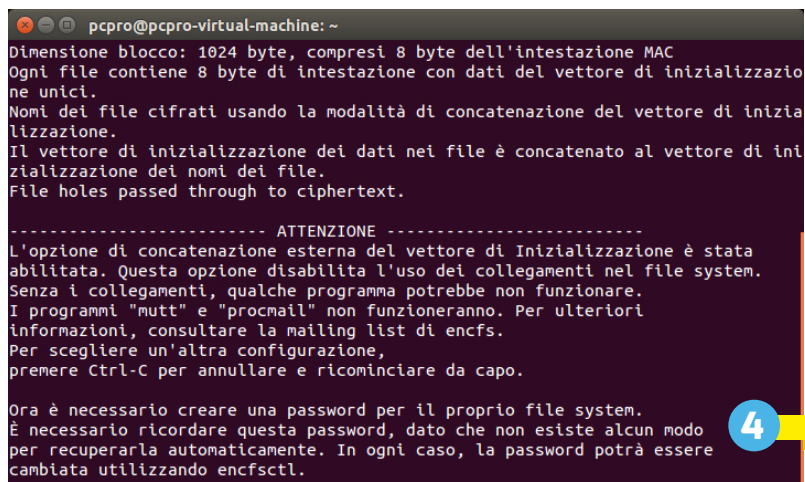 pcpro@pcpro-virtual-machine: ~
Dimensione blocco: 1024 byte, compresi 8 byte dell'intestazione MAC
Ogni file contiene 8 byte di intestazione con dati del vettore di inizializzazio
ne unici.
Nomi dei file cifrati usando la modalità di concatenazione del vettore di inizia
lizzazione.
Il vettore di inizializzazione dei dati nei file è concatenato al vettore di ini
zializzazione dei nomi dei file.
File holes passed through to ciphertext.
-------------------------- ATTENZIONE --------------------------
L'opzione di concatenazione esterna del vettore di Inizializzazione è stata
abilitata. Questa opzione disabilita l'uso dei collegamenti nel file system.
Senza i collegamenti, qualche programma potrebbe non funzionare.
I programmi "mutt" e "procmail" non funzioneranno. Per ulteriori
informazioni, consultare la mailing list di encfs.
Per scegliere un'altra configurazione,
premere Ctrl-C per annullare e ricominciare da capo.
Ora è necessario creare una password per il proprio file system.
È necessario ricordare questa password, dato che non esiste alcun modo
per recuperarla automaticamente. In ogni caso, la password potrà essere
cambiata utilizzando encfsctl.
4